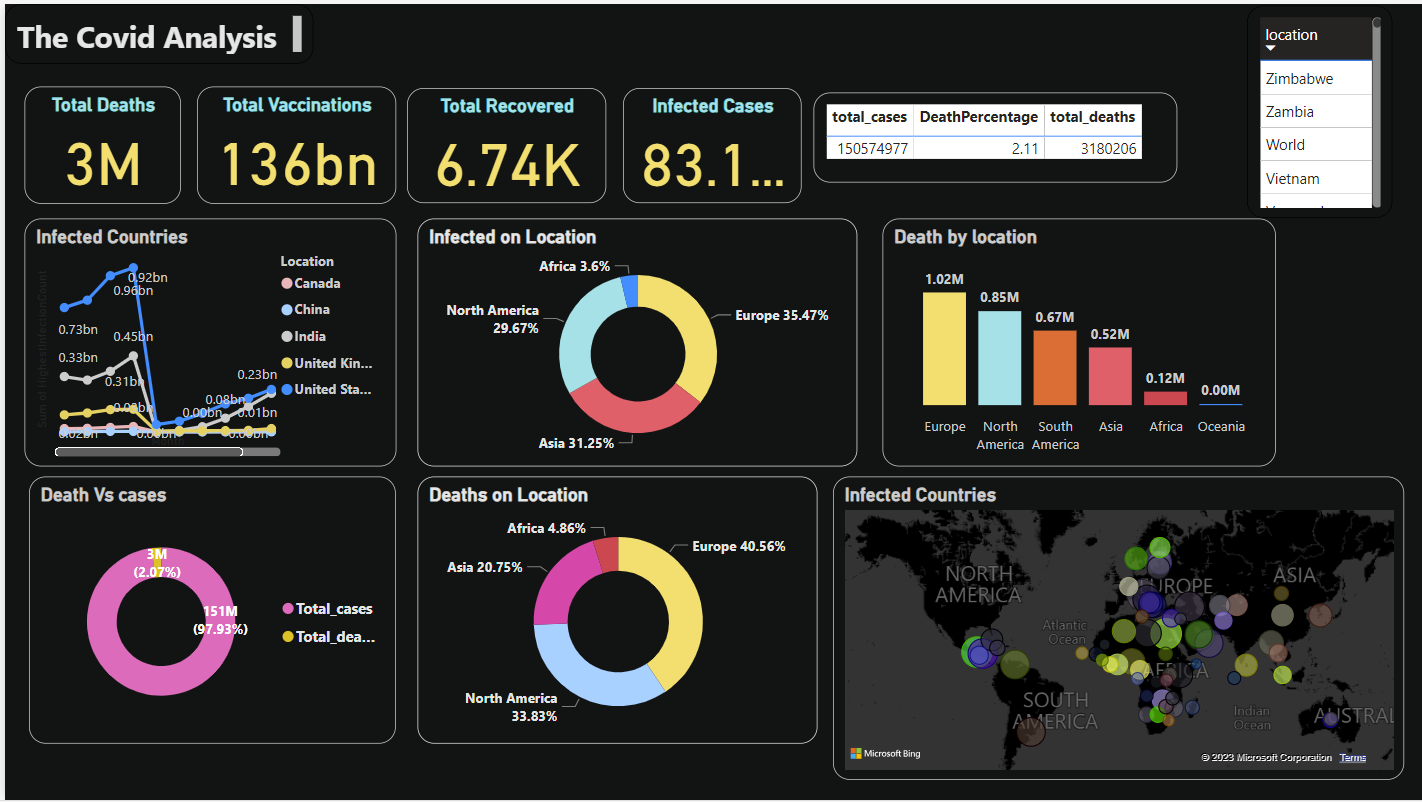 The Covid Analysis
location
Zimbabwe
Zambia
World
Vietnam
Total Deaths
3M
Total Vaccinations
136bn
Total Recovered
6.74K
Infected Cases
83.1...
total_cases DeathPercentage total_deaths
150574977 2.11 3180206
Infected Countries
Sum of HighestInfectionCount
0.92bn
0.96bn
0.73bn
0.45bn
0.33bn
0.31bn
0.23bn
0.08bn
0.00bn
0.01bn
0.02bn
Location
Canada
China
India
United Kin...
United Sta...
Infected on Location
Africa 3.6%
North America
29.67%
Europe 35.47%
Asia 31.25%
Death by location
1.02M
0.85M
0.67M
0.52M
0.12M
0.00M
Europe
North
America
South
America
Asia
Africa
Oceania
Death Vs cases
3M
(2.07%)
151M
(97.93%)
Total_cases
Total_dea...
Deaths on Location
Africa 4.86%
Europe 40.56%
Asia 20.75%
North America
33.83%
Infected Countries
NORTH
AMERICA
EUROPE
ASIA
Atlantic
Ocean
AFRICA
SOUTH
AMERICA
Indian
Ocean
AUSTRAL
Microsoft Bing
© 2023 Microsoft Corporation Terms